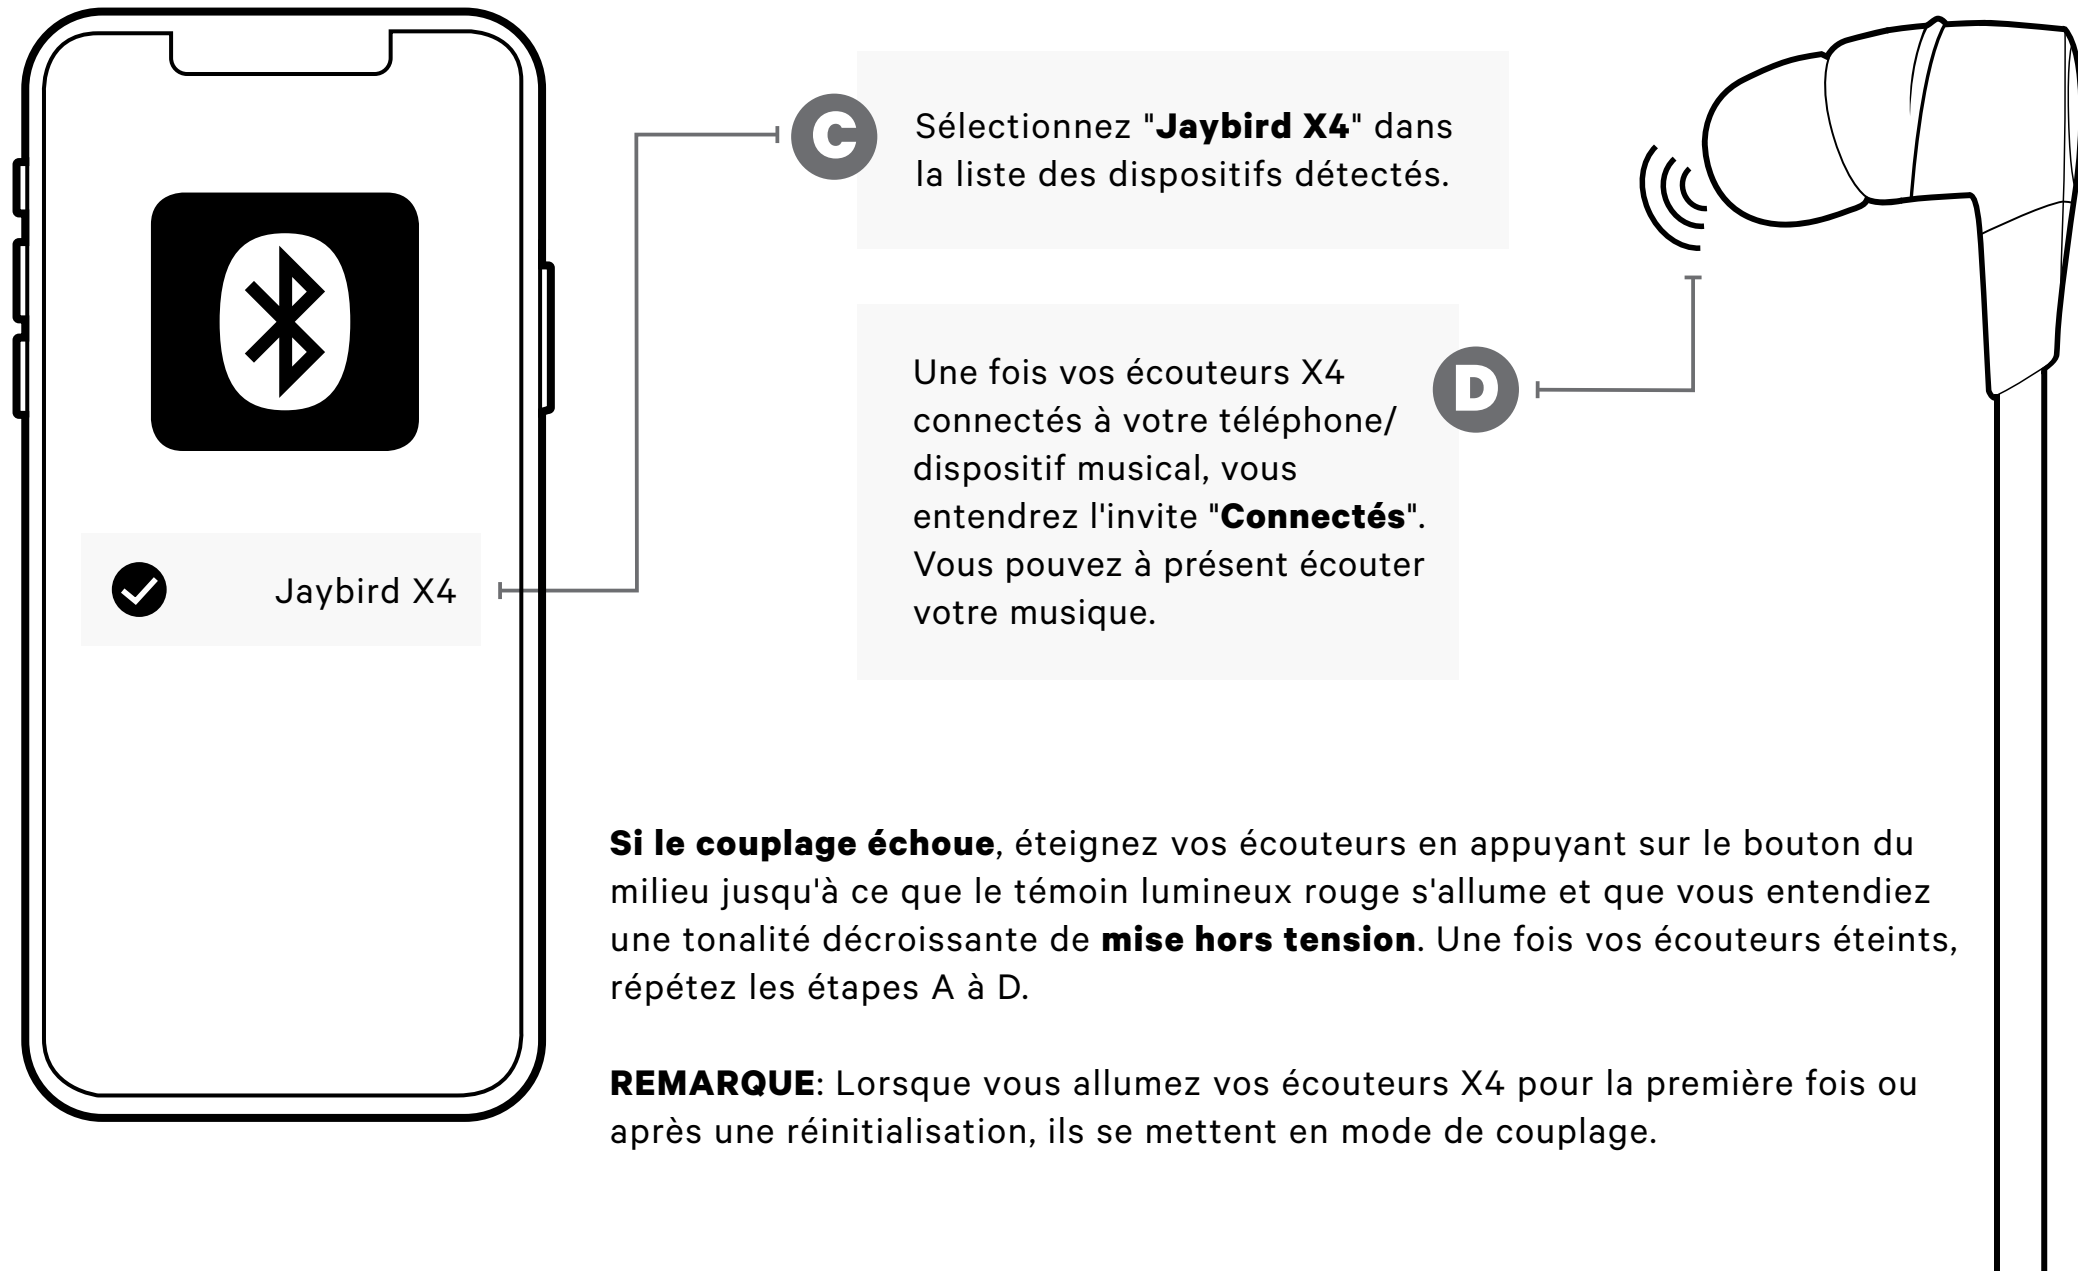 C
Sélectionnez "Jaybird X4" dans
la liste des dispositifs détectés.
Une fois vos écouteurs X4
connectés à votre téléphone/
dispositif musical, vous
entendrez l'invite "Connectés".
Vous pouvez à présent écouter
votre musique.
D
Jaybird X4
Si le couplage échoue, éteignez vos écouteurs en appuyant sur le bouton du
milieu jusqu'à ce que le témoin lumineux rouge s'allume et que vous entendiez
une tonalité décroissante de mise hors tension. Une fois vos écouteurs éteints,
répétez les étapes A à D.
REMARQUE: Lorsque vous allumez vos écouteurs X4 pour la première fois ou
après une réinitialisation, ils se mettent en mode de couplage.